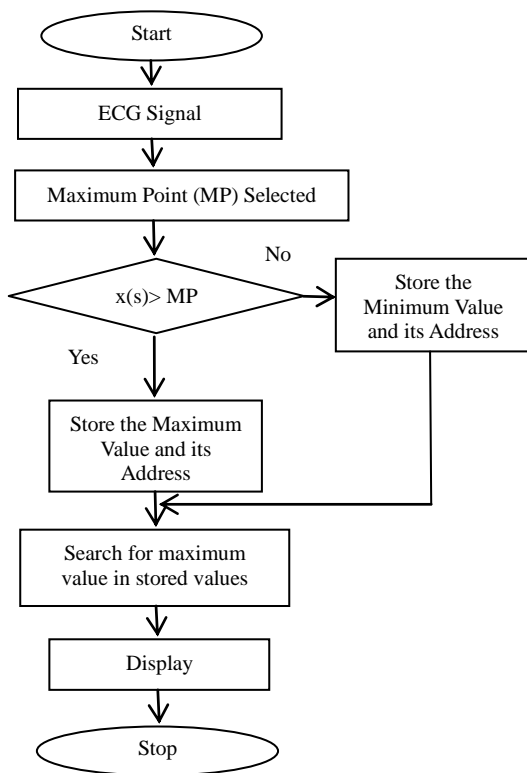 Start
ECG Signal
Maximum Point (MP) Selected
No
x(s)> MP
Store the
Minimum Value
and its Address
Yes
Store the Maximum
Value and its
Address
Search for maximum
value in stored values
Display
Stop